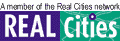 A member of the Real Cities network
REAL Cities